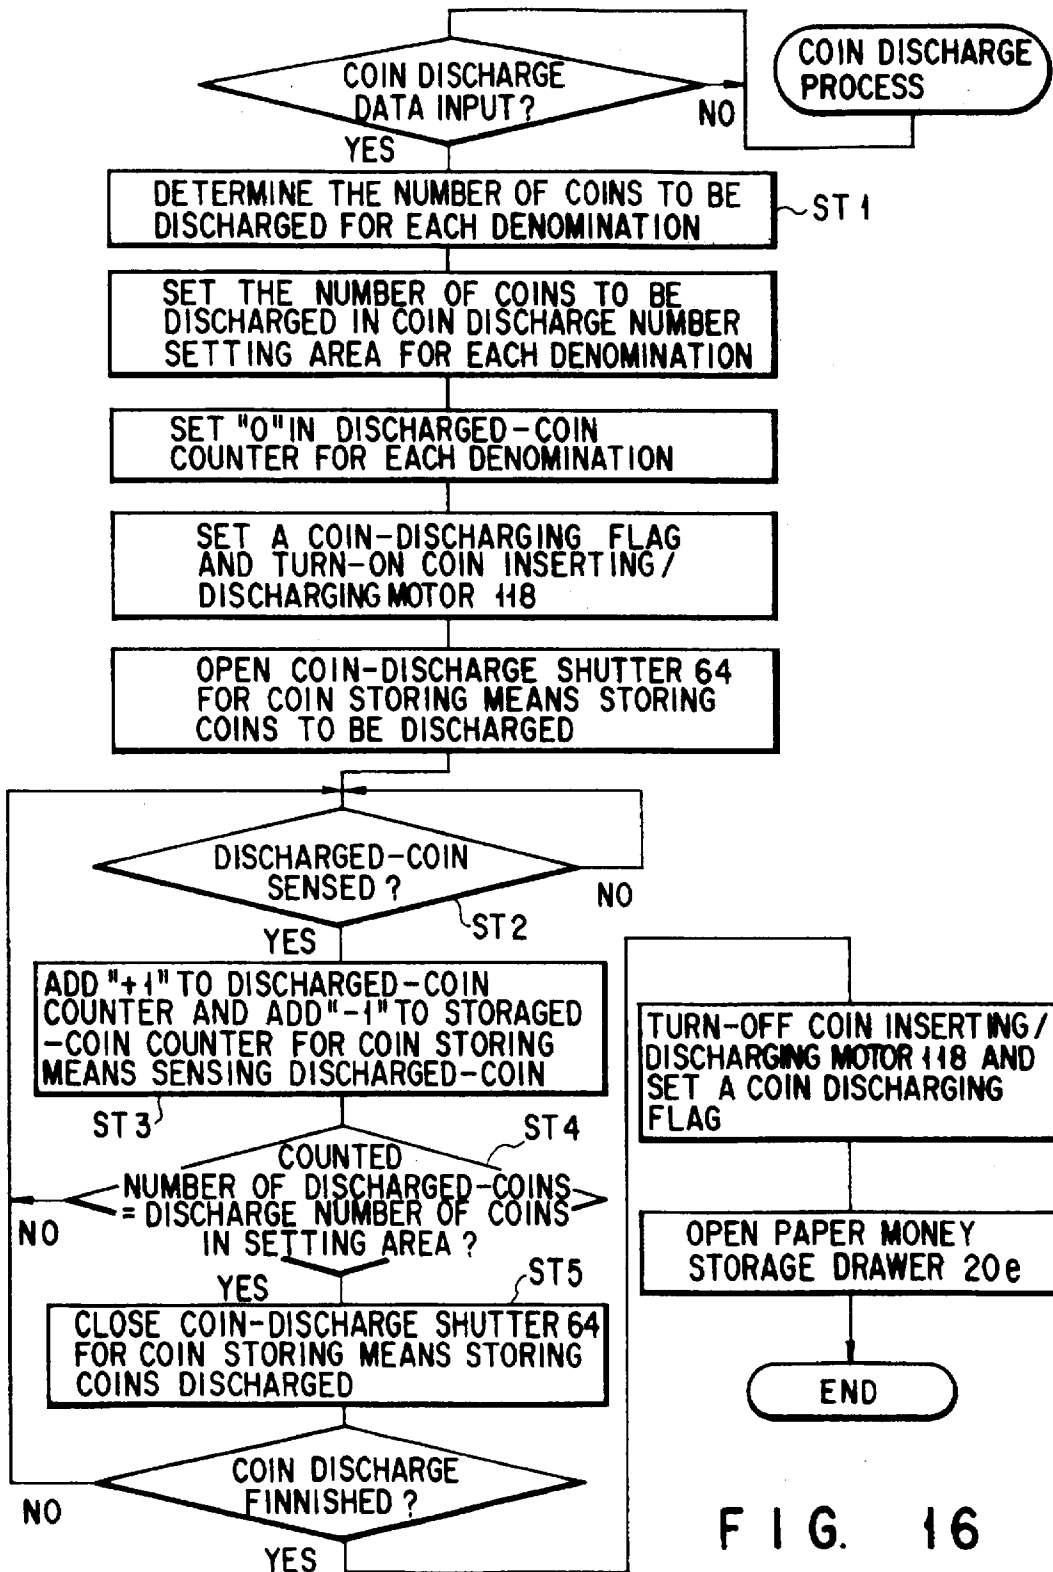 COIN DISCHARGE
PROCESS
COIN DISCHARGE
DATA INPUT?
NO
YES
DETERMINE THE NUMBER OF COINS TO BE
DISCHARGED FOR EACH DENOMINATION
ST1
SET THE NUMBER OF COINS TO BE
DISCHARGED IN COIN DISCHARGE NUMBER
SETTING AREA FOR EACH DENOMINATION
SET "0" IN DISCHARGED-COIN
COUNTER FOR EACH DENOMINATION
SET A COIN-DISCHARGING FLAG
AND TURN-ON COIN INSERTING/
DISCHARGING MOTOR 118
OPEN COIN-DISCHARGE SHUTTER 64
FOR COIN STORING MEANS STORING
COINS TO BE DISCHARGED
DISCHARGED-COIN
SENSED?
NO
ST2
YES
ADD "+1" TO DISCHARGED-COIN
COUNTER AND ADD "-1" TO STORAGED
-COIN COUNTER FOR COIN STORING
MEANS SENSING DISCHARGED-COIN
ST3
ST4
COUNTED
NUMBER OF DISCHARGED-COINS
= DISCHARGE NUMBER OF COINS
IN SETTING AREA?
NO
YES
ST5
CLOSE COIN-DISCHARGE SHUTTER 64
FOR COIN STORING MEANS STORING
COINS DISCHARGED
COIN DISCHARGE
FINNISHED?
NO
YES
TURN-OFF COIN INSERTING/
DISCHARGING MOTOR 118 AND
SET A COIN DISCHARGING
FLAG
OPEN PAPER MONEY
STORAGE DRAWER 20e
END
FIG. 16